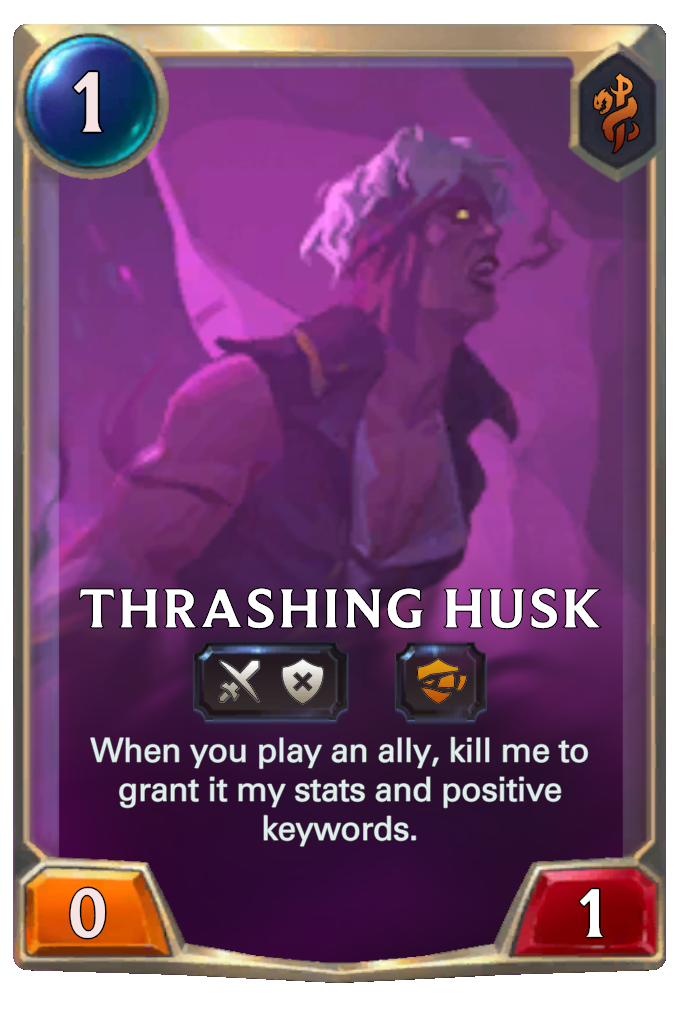 1
THRASHING HUSK
When you play an ally, kill me to
grant it my stats and positive
keywords.
0
1